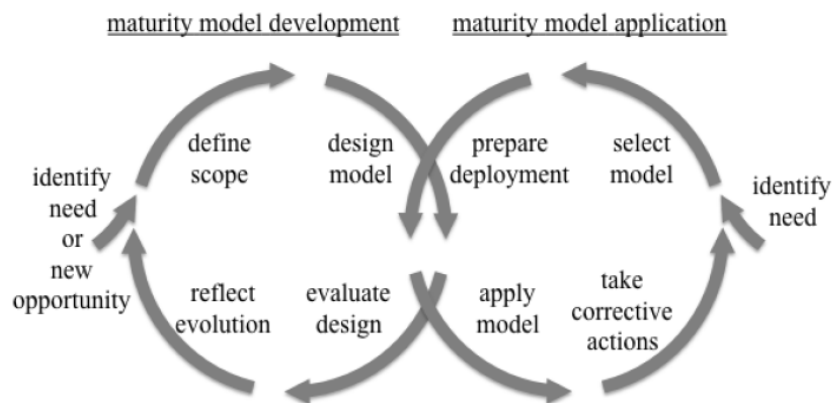 maturity model development
maturity model application
define
scope
design
model
prepare
deployment
select
model
identify
need
or
new
opportunity
identify
need
reflect
evolution
evaluate
design
apply
model
take
corrective
actions